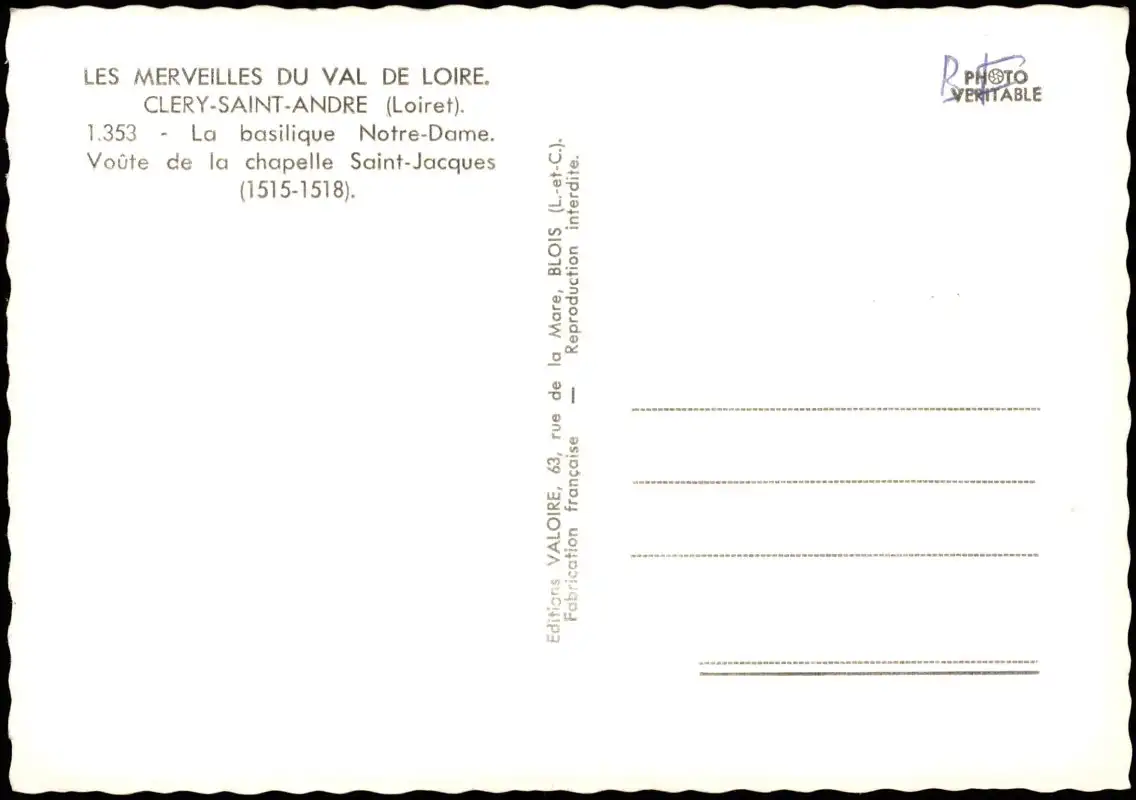 LES MERVEILLES DU VAL DE LOIRE.
CLERY-SAINT-ANDRE (Loiret).
1.353 - La basilique Notre-Dame.
Voûte de la chapelle Saint-Jacques
(1515-1518).
Editions VALOIRE, 63, rue de la Mare, BLOIS (L.-et-C.).
Fabrication française — Reproduction interdite.
PHOTO
VERITABLE